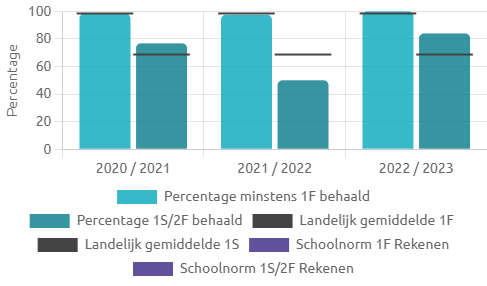 100
80
60
40
20
0
Percentage
2020 / 2021 2021 / 2022 2022 / 2023
Percentage minstens 1F behaald
Percentage 1S/2F behaald Landelijk gemiddelde 1F
Landelijk gemiddelde 1S Schoolnorm 1F Rekenen
Schoolnorm 1S/2F Rekenen